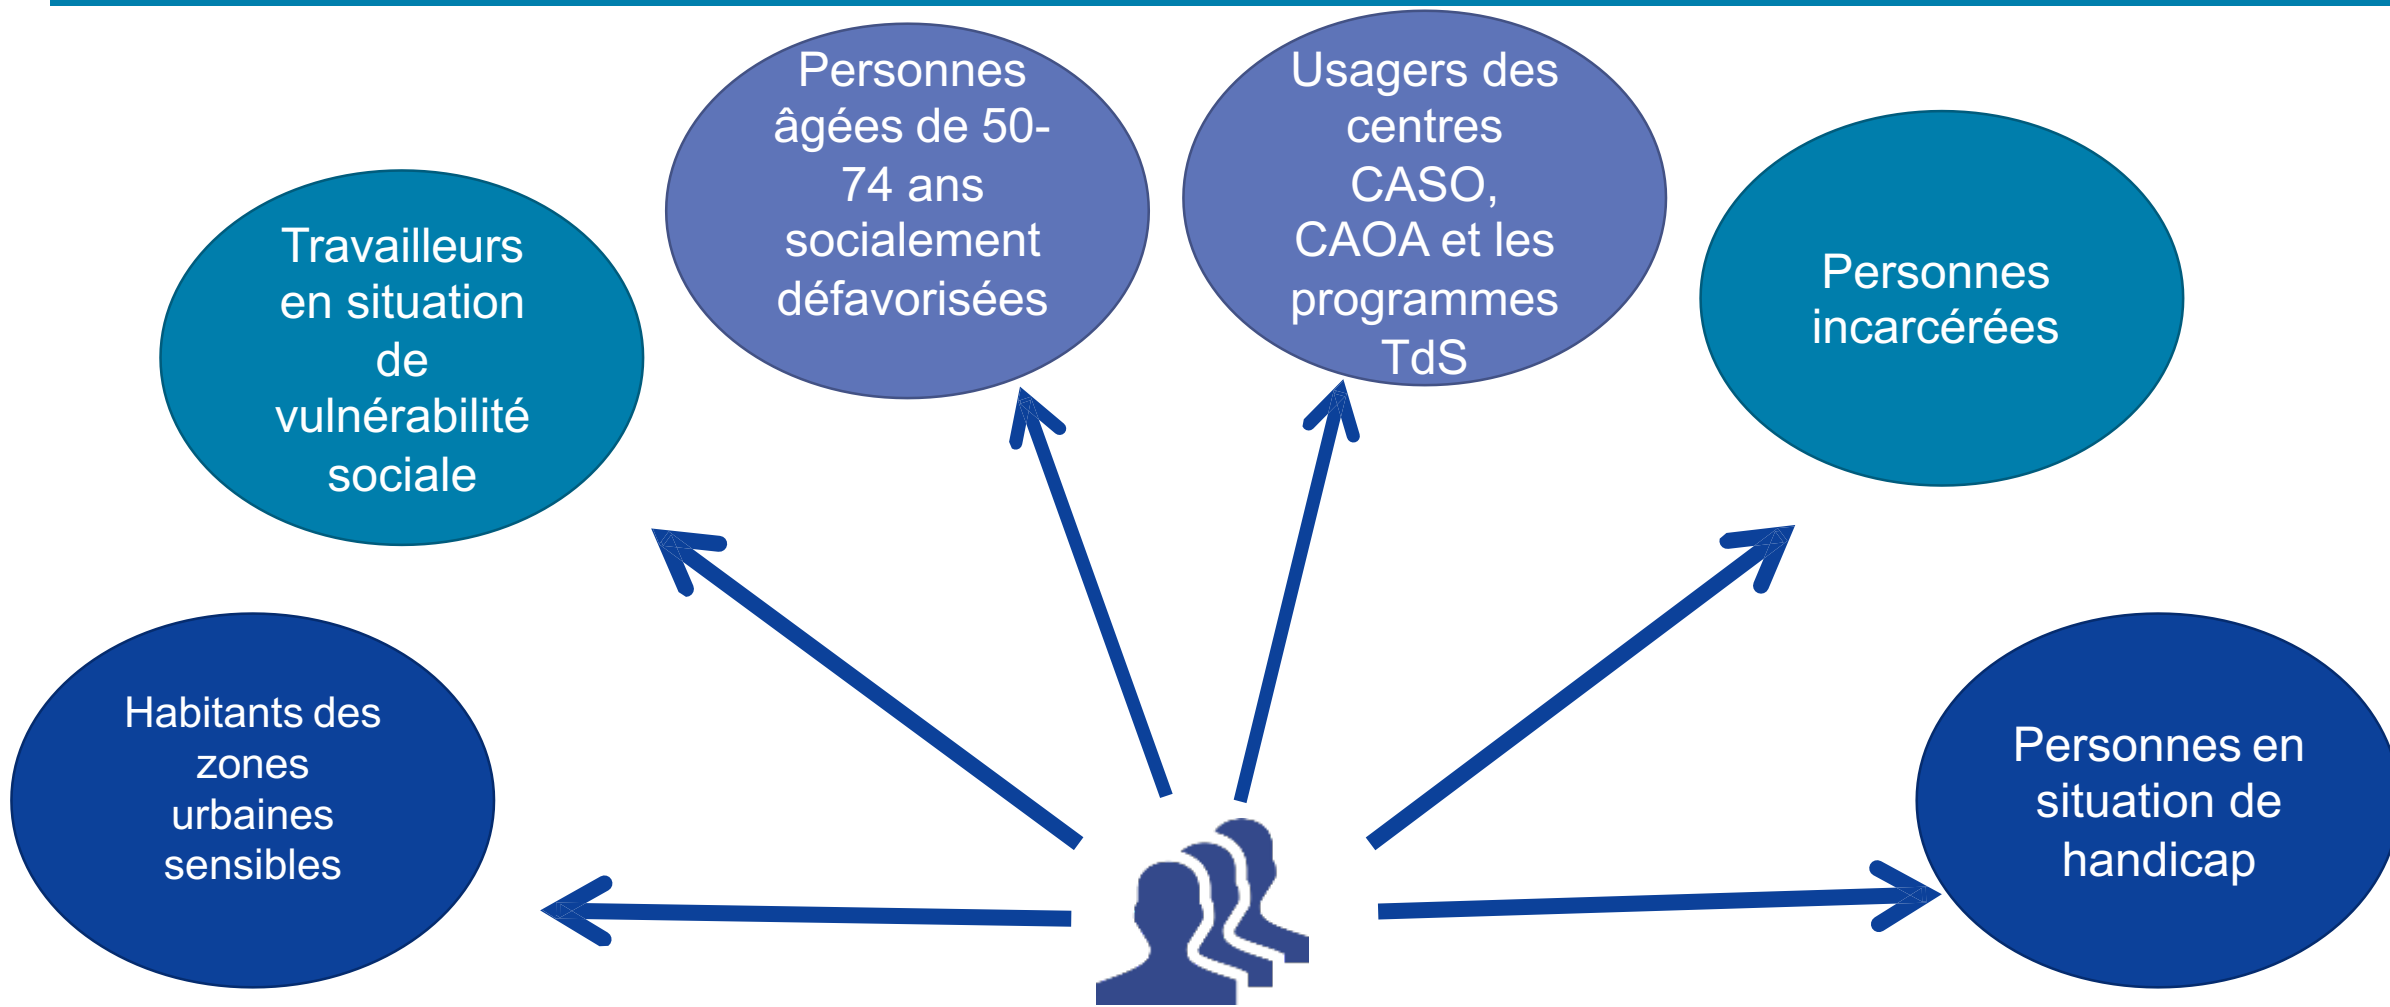 Personnes
âgées de 50-
74 ans
socialement
défavorisées
Usagers des
centres
CASO,
CAOA et les
programmes
TdS
Travailleurs
en situation
de
vulnérabilité
sociale
Personnes
incarcérées
Habitants des
zones
urbaines
sensibles
Personnes en
situation de
handicap